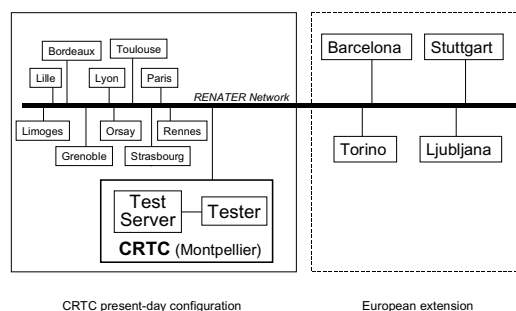 Bordeaux
Toulouse
Barcelona
Stuttgart
Lille
Lyon
Paris
RENATER Network
Limoges
Orsay
Rennes
Grenoble
Strasbourg
Torino
Ljubljana
Test
Server
Tester
CRTC (Montpellier)
CRTC present-day configuration
European extension